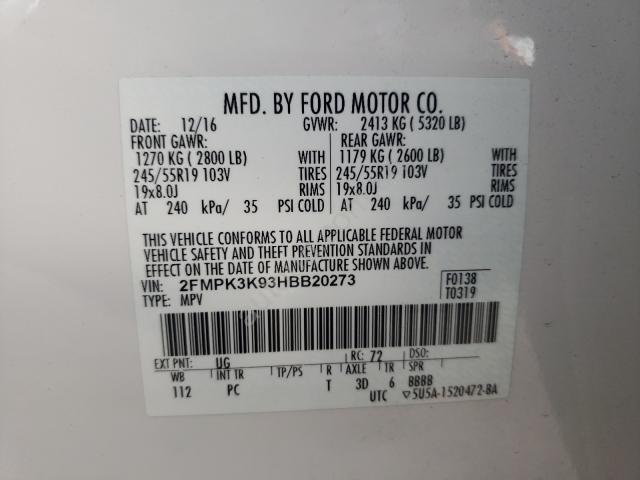 MFD. BY FORD MOTOR CO.
DATE: 12/16 GVWR: 2413 KG ( 5320 LB)
FRONT GAWR: REAR GAWR:
1270 KG ( 2800 LB) WITH 1179 KG ( 2600 LB) WITH
245/55R19 103V TIRES 245/55R19 103V TIRES
19x8.0J RIMS 19x8.0J RIMS
AT 240 kPa/ 35 PSI COLD AT 240 kPa/ 35 PSI COLD
THIS VEHICLE CONFORMS TO ALL APPLICABLE FEDERAL MOTOR
VEHICLE SAFETY AND THEFT PREVENTION STANDARDS IN
EFFECT ON THE DATE OF MANUFACTURE SHOWN ABOVE.
VIN: 2FMPK3K93HBB20273 F0138
TYPE: MPV T0319
EXT PNT: UG RC: 72 DSO:
WB INT TR TP/PS R AXLE TR SPR
112 PC T 3D 6 BBBB
UTC ▽5U5A-1520472-BA